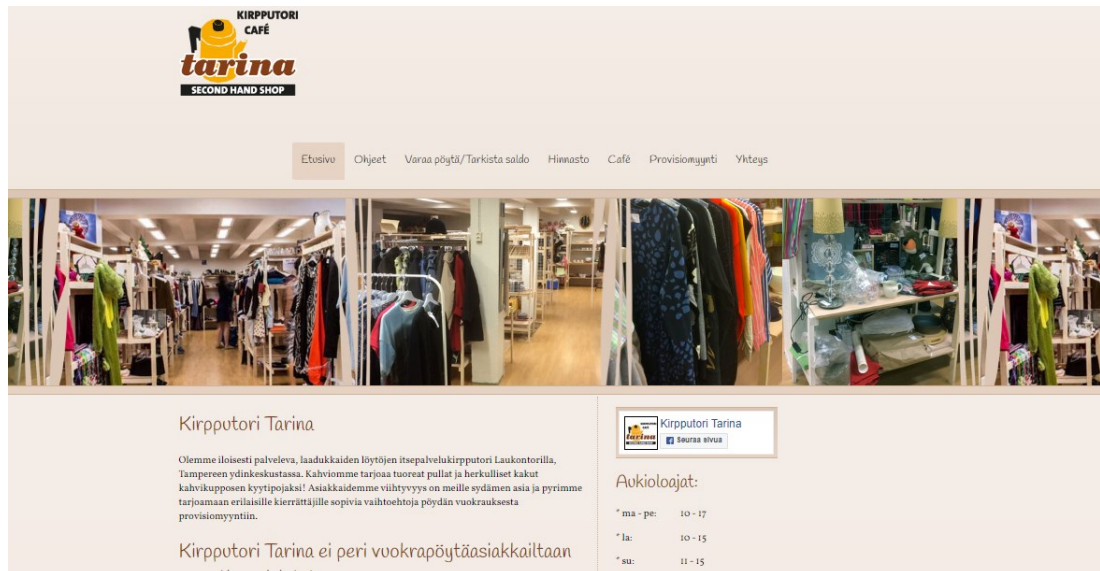 KIRPPUTORI
CAFÉ
tarina
SECOND HAND SHOP
Etusivu Ohjeet Varaa pöytä/Tarkista saldo Hinnasto Café Provisiomyynti Yhteys
Kirpputori Tarina
Olemme iloisesti palveleva, laadukkaiden löytöjen itsepalvelukirpputori Laukontorilla,
Tampereen ydinkeskustassa. Kahviomme tarjoaa tuoreat pullat ja herkulliset kakut
kahvikupposen kyytipojaksi! Asiakkaidemme viihtyvyys on meille sydämen asia ja pyrimme
tarjoamaan erilaisille kierrättäjille sopivia vaihtoehtoja pöydän vuokrauksesta
provisiomyyntiin.
Kirpputori Tarina ei peri vuokrapöytäasiakkailtaan
Kirpputori Tarina
Seuraa sivua
Aukioloajat:
* ma - pe: 10 - 17
* la: 10 - 15
* su: 11 - 15